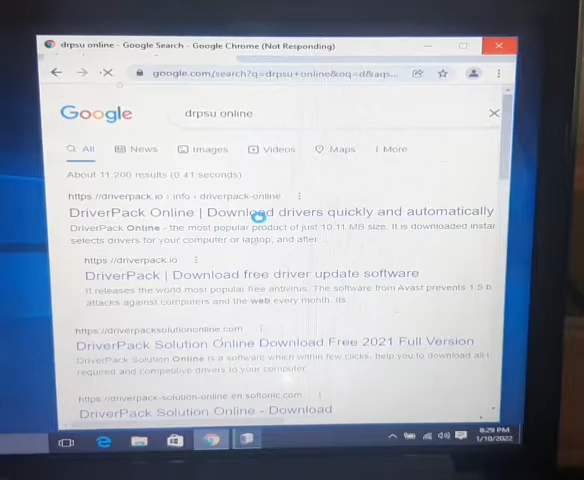 drpsu online - Google Search - Google Chrome (Not Responding)
google.com/search?q=drpsu+online&oq=d&aqs...
Google
drpsu online
All
News
Images
Videos
Maps
More
About 11,200 results (0.41 seconds)
https://driverpack.io › info › driverpack-online
DriverPack Online | Download drivers quickly and automatically
DriverPack Online - the most popular product of just 10,11 MB size. It is downloaded instan
selects drivers for your computer or laptop, and after ...
https://driverpack.io
DriverPack | Download free driver update software
It releases the world most popular free antivirus. The software from Avast prevents 1.5 b
attacks against computers and the web every month. Its
https://driverpacksolutiononline.com
DriverPack Solution Online Download Free 2021 Full Version
DriverPack Solution Online is a software which within few clicks, help you to download all t
required and competitive drivers to your computer.
https://driverpack-solution-online.en.softonic.com
DriverPack Solution Online - Download
8:29 PM
1/10/2022